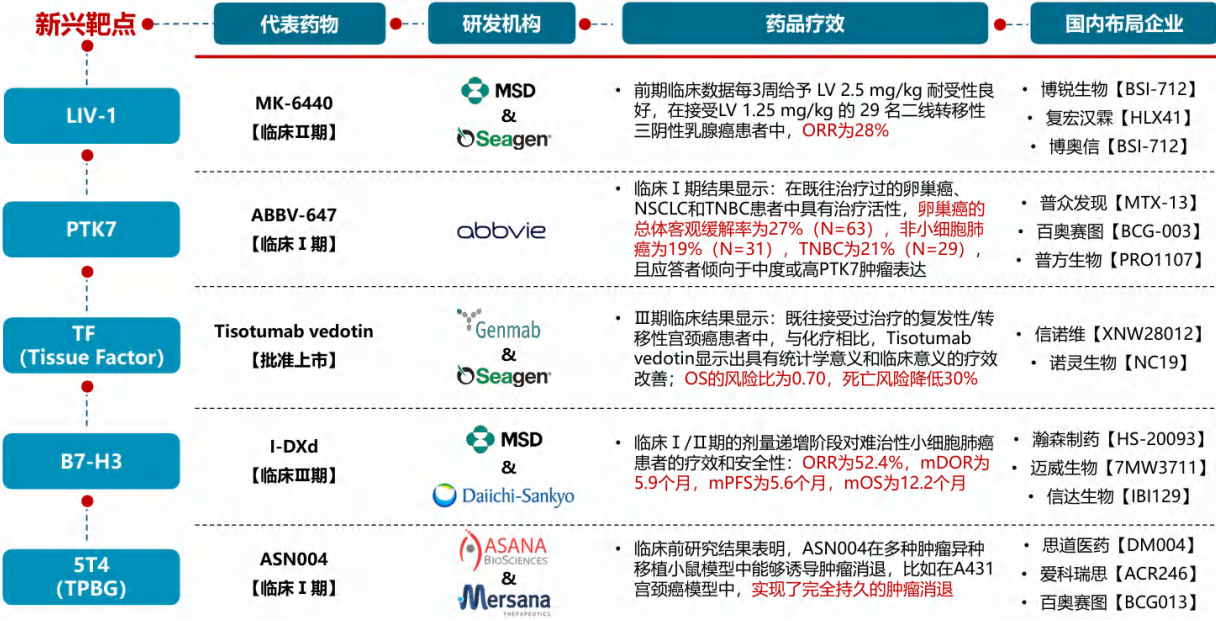 新兴靶点
代表药物
研发机构
药品疗效
国内布局企业
LIV-1
MK-6440
【临床Ⅱ期】
MSD
&
Seagen
• 前期临床数据每3周给予 LV 2.5 mg/kg 耐受性良
好，在接受LV 1.25 mg/kg 的 29 名二线转移性
三阴性乳腺癌患者中，ORR为28%
• 博锐生物【BSI-712】
• 复宏汉霖【HLX41】
• 博奥信【BSI-712】
PTK7
ABBV-647
【临床Ⅰ期】
abbvie
• 临床Ⅰ期结果显示：在既往治疗过的卵巢癌、
NSCLC和TNBC患者中具有治疗活性，卵巢癌的
总体客观缓解率为27%（N=63），非小细胞肺
癌为19%（N=31），TNBC为21%（N=29），
且应答者倾向于中度或高PTK7肿瘤表达
• 普众发现【MTX-13】
• 百奥赛图【BCG-003】
• 普方生物【PRO1107】
TF
(Tissue Factor)
Tisotumab vedotin
【批准上市】
Genmab
&
Seagen
• Ⅲ期临床结果显示：既往接受过治疗的复发性/转
移性宫颈癌患者中，与化疗相比，Tisotumab
vedotin显示出具有统计学意义和临床意义的疗效
改善；OS的风险比为0.70，死亡风险降低30%
• 信诺维【XNW28012】
• 诺灵生物【NC19】
B7-H3
I-DXd
【临床Ⅲ期】
MSD
&
Daiichi-Sankyo
• 临床Ⅰ/Ⅱ期的剂量递增阶段对难治性小细胞肺癌
患者的疗效和安全性：ORR为52.4%，mDOR为
5.9个月，mPFS为5.6个月，mOS为12.2个月
• 瀚森制药【HS-20093】
• 迈威生物【7MW3711】
• 信达生物【IBI129】
5T4
(TPBG)
ASN004
【临床Ⅰ期】
ASANA
BIOSCIENCES
&
Mersana
THERAPEUTICS
• 临床前研究结果表明，ASN004在多种肿瘤异种
移植小鼠模型中能够诱导肿瘤消退，比如在A431
宫颈癌模型中，实现了完全持久的肿瘤消退
• 思道医药【DM004】
• 爱科瑞思【ACR246】
• 百奥赛图【BCG013】